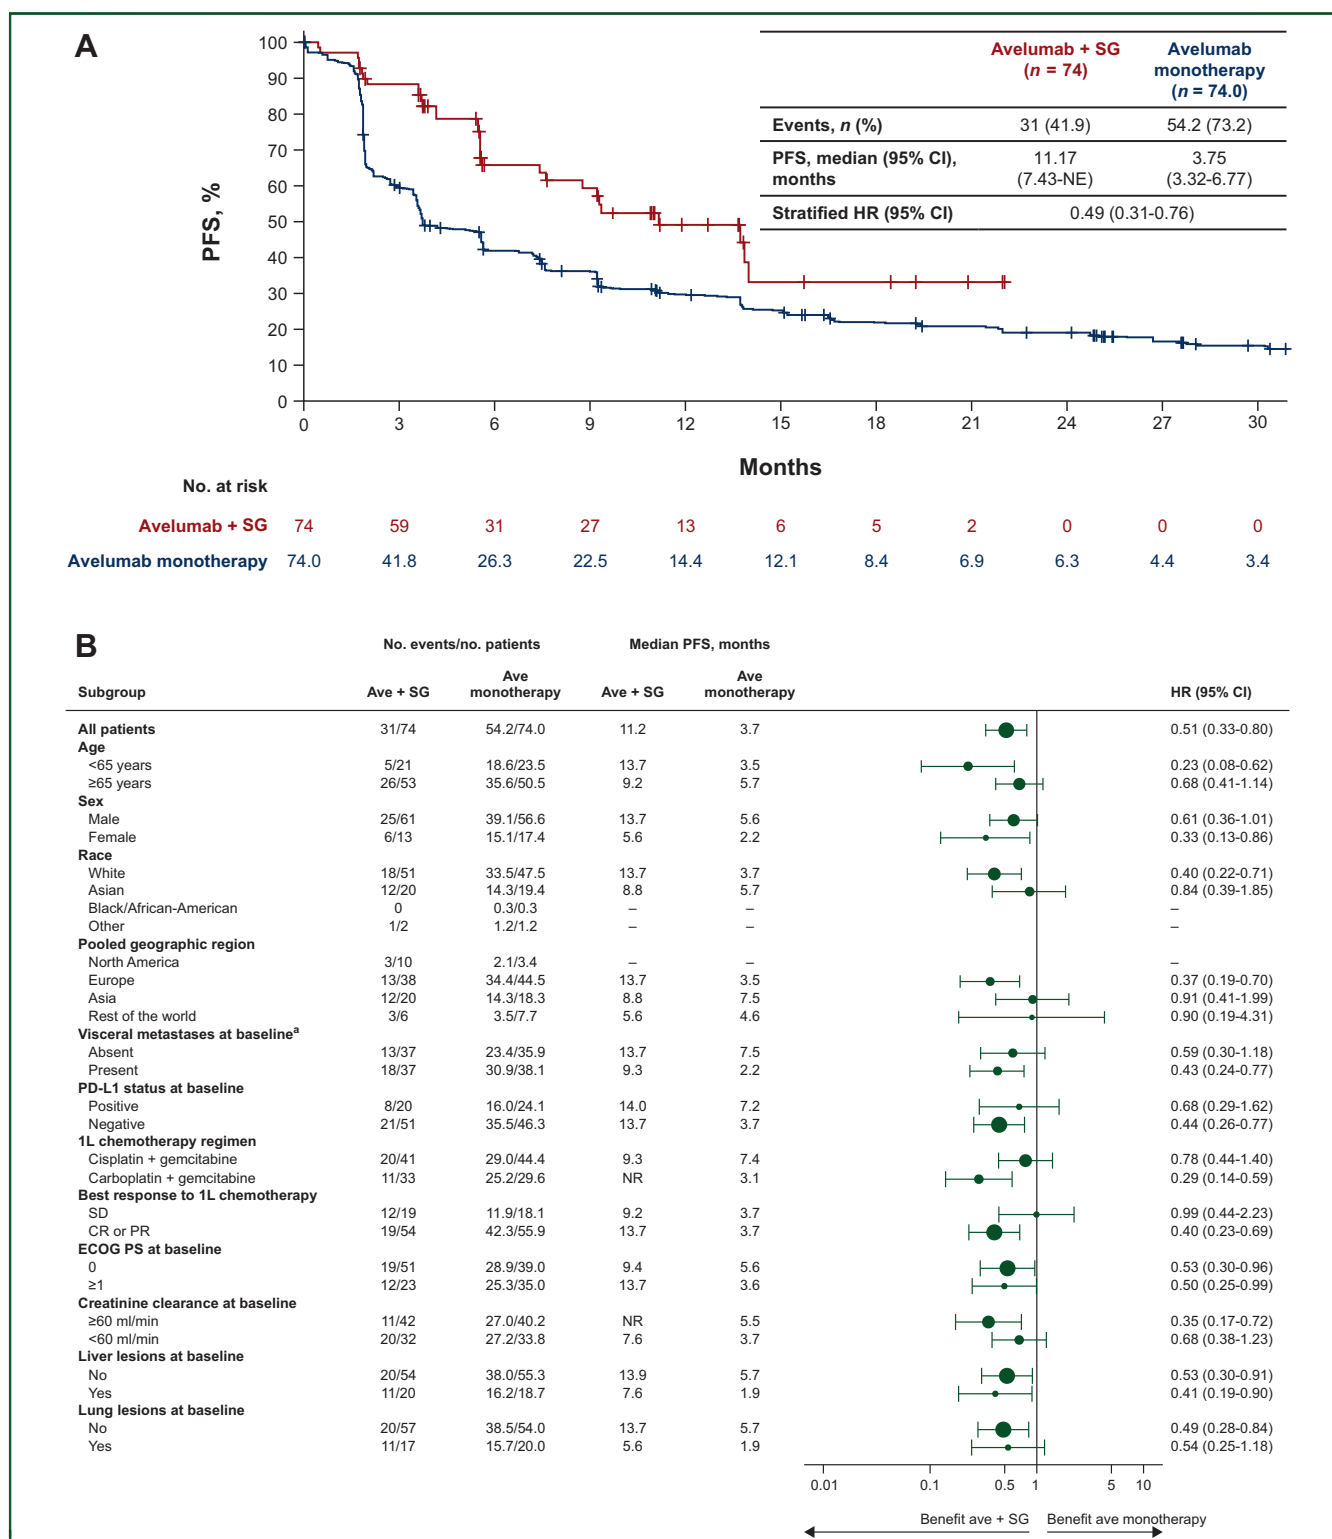 A
Avelumab + SG (n = 74) Avelumab monotherapy (n = 74.0)
Events, n (%) 31 (41.9) 54.2 (73.2)
PFS, median (95% CI), months 11.17 (7.43-NE) 3.75 (3.32-6.77)
Stratified HR (95% CI) 0.49 (0.31-0.76)
PFS, %
100
90
80
70
60
50
40
30
20
10
0
0 3 6 9 12 15 18 21 24 27 30
Months
No. at risk
Avelumab + SG 74 59 31 27 13 6 5 2 0 0 0
Avelumab monotherapy 74.0 41.8 26.3 22.5 14.4 12.1 8.4 6.9 6.3 4.4 3.4
B
No. events/no. patients Median PFS, months
Subgroup Ave + SG Ave monotherapy Ave + SG Ave monotherapy HR (95% CI)
All patients 31/74 54.2/74.0 11.2 3.7 0.51 (0.33-0.80)
Age
<65 years 5/21 18.6/23.5 13.7 3.5 0.23 (0.08-0.62)
≥65 years 26/53 35.6/50.5 9.2 5.7 0.68 (0.41-1.14)
Sex
Male 25/61 39.1/56.6 13.7 5.6 0.61 (0.36-1.01)
Female 6/13 15.1/17.4 5.6 2.2 0.33 (0.13-0.86)
Race
White 18/51 33.5/47.5 13.7 3.7 0.40 (0.22-0.71)
Asian 12/20 14.3/19.4 8.8 5.7 0.84 (0.39-1.85)
Black/African-American 0 0.3/0.3 – – –
Other 1/2 1.2/1.2 – – –
Pooled geographic region
North America 3/10 2.1/3.4 – – –
Europe 13/38 34.4/44.5 13.7 3.5 0.37 (0.19-0.70)
Asia 12/20 14.3/18.3 8.8 7.5 0.91 (0.41-1.99)
Rest of the world 3/6 3.5/7.7 5.6 4.6 0.90 (0.19-4.31)
Visceral metastases at baselineª
Absent 13/37 23.4/35.9 13.7 7.5 0.59 (0.30-1.18)
Present 18/37 30.9/38.1 9.3 2.2 0.43 (0.24-0.77)
PD-L1 status at baseline
Positive 8/20 16.0/24.1 14.0 7.2 0.68 (0.29-1.62)
Negative 21/51 35.5/46.3 13.7 3.7 0.44 (0.26-0.77)
1L chemotherapy regimen
Cisplatin + gemcitabine 20/41 29.0/44.4 9.3 7.4 0.78 (0.44-1.40)
Carboplatin + gemcitabine 11/33 25.2/29.6 NR 3.1 0.29 (0.14-0.59)
Best response to 1L chemotherapy
SD 12/19 11.9/18.1 9.2 3.7 0.99 (0.44-2.23)
CR or PR 19/54 42.3/55.9 13.7 3.7 0.40 (0.23-0.69)
ECOG PS at baseline
0 19/51 28.9/39.0 9.4 5.6 0.53 (0.30-0.96)
≥1 12/23 25.3/35.0 13.7 3.6 0.50 (0.25-0.99)
Creatinine clearance at baseline
≥60 ml/min 11/42 27.0/40.2 NR 5.5 0.35 (0.17-0.72)
<60 ml/min 20/32 27.2/33.8 7.6 3.7 0.68 (0.38-1.23)
Liver lesions at baseline
No 20/54 38.0/55.3 13.9 5.7 0.53 (0.30-0.91)
Yes 11/20 16.2/18.7 7.6 1.9 0.41 (0.19-0.90)
Lung lesions at baseline
No 20/57 38.5/54.0 13.7 5.7 0.49 (0.28-0.84)
Yes 11/17 15.7/20.0 5.6 1.9 0.54 (0.25-1.18)
0.01 0.1 0.5 1 5 10
Benefit ave + SG Benefit ave monotherapy